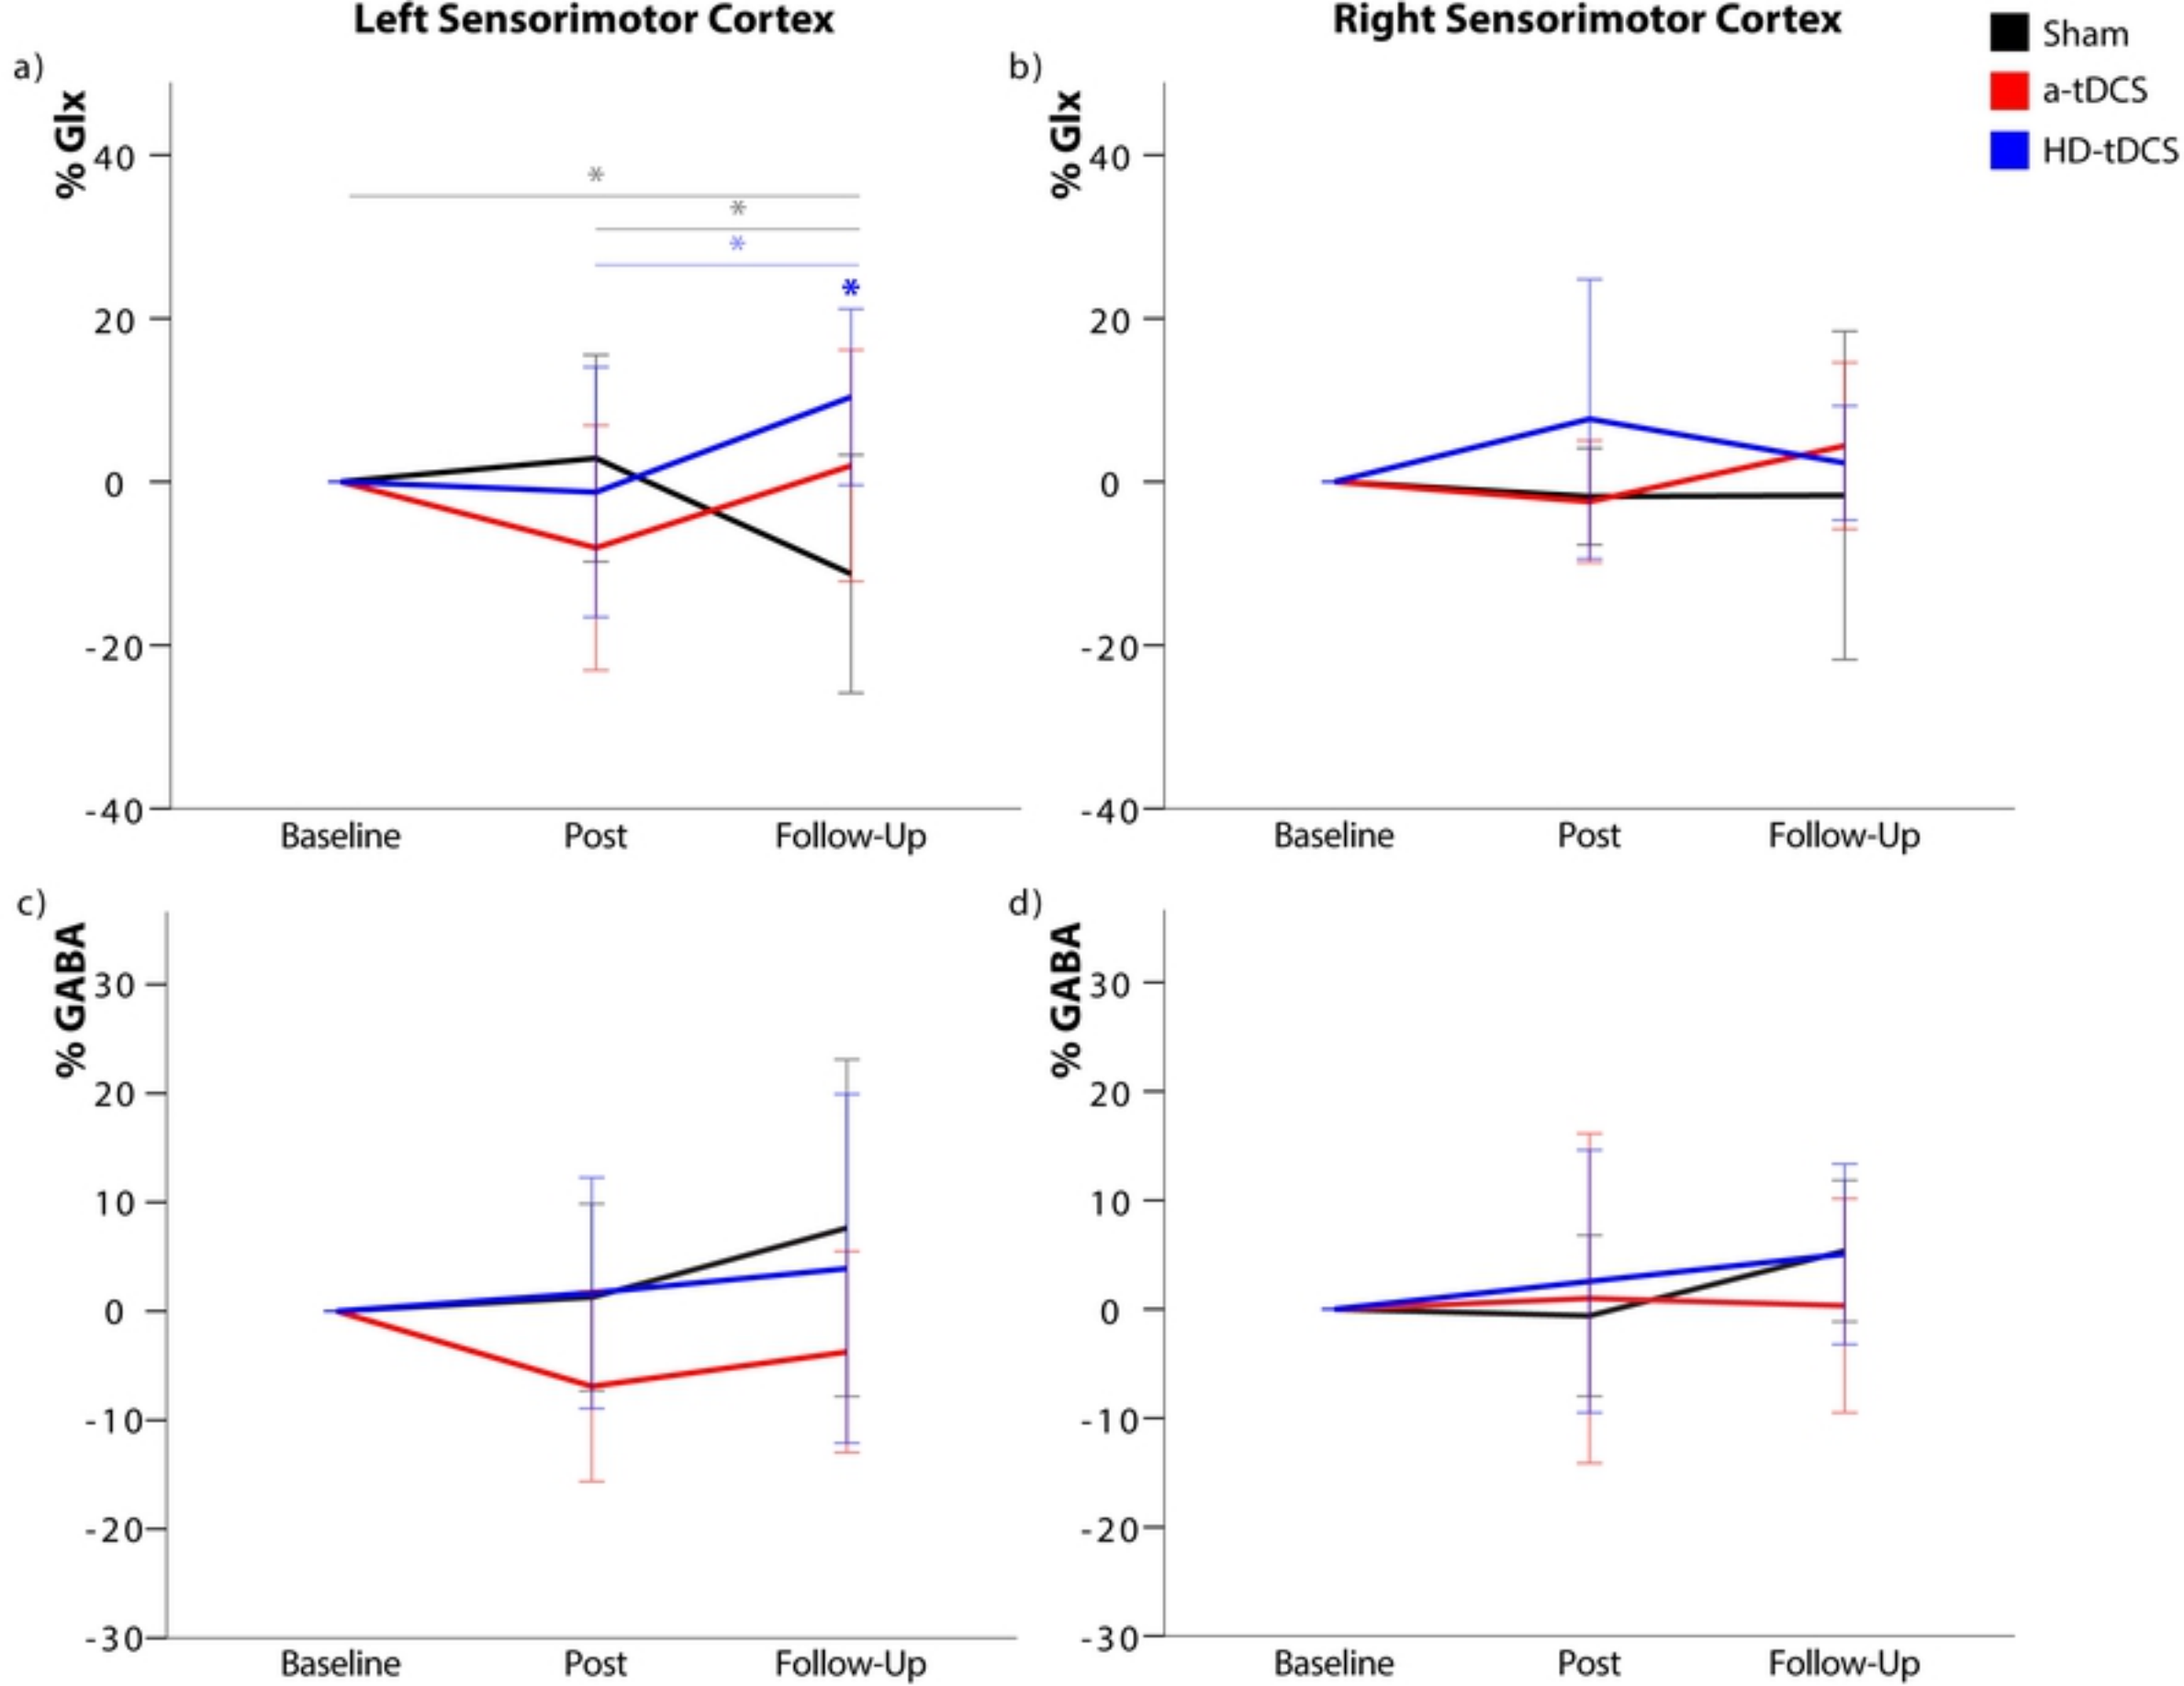 Left Sensorimotor Cortex
Right Sensorimotor Cortex
Sham
a-tDCS
HD-tDCS
a)
% Glx
40
20
0
-20
-40
*
*
*
*
Baseline Post Follow-Up
b)
% Glx
40
20
0
-20
-40
Baseline Post Follow-Up
c)
% GABA
30
20
10
0
-10
-20
-30
Baseline Post Follow-Up
d)
% GABA
30
20
10
0
-10
-20
-30
Baseline Post Follow-Up